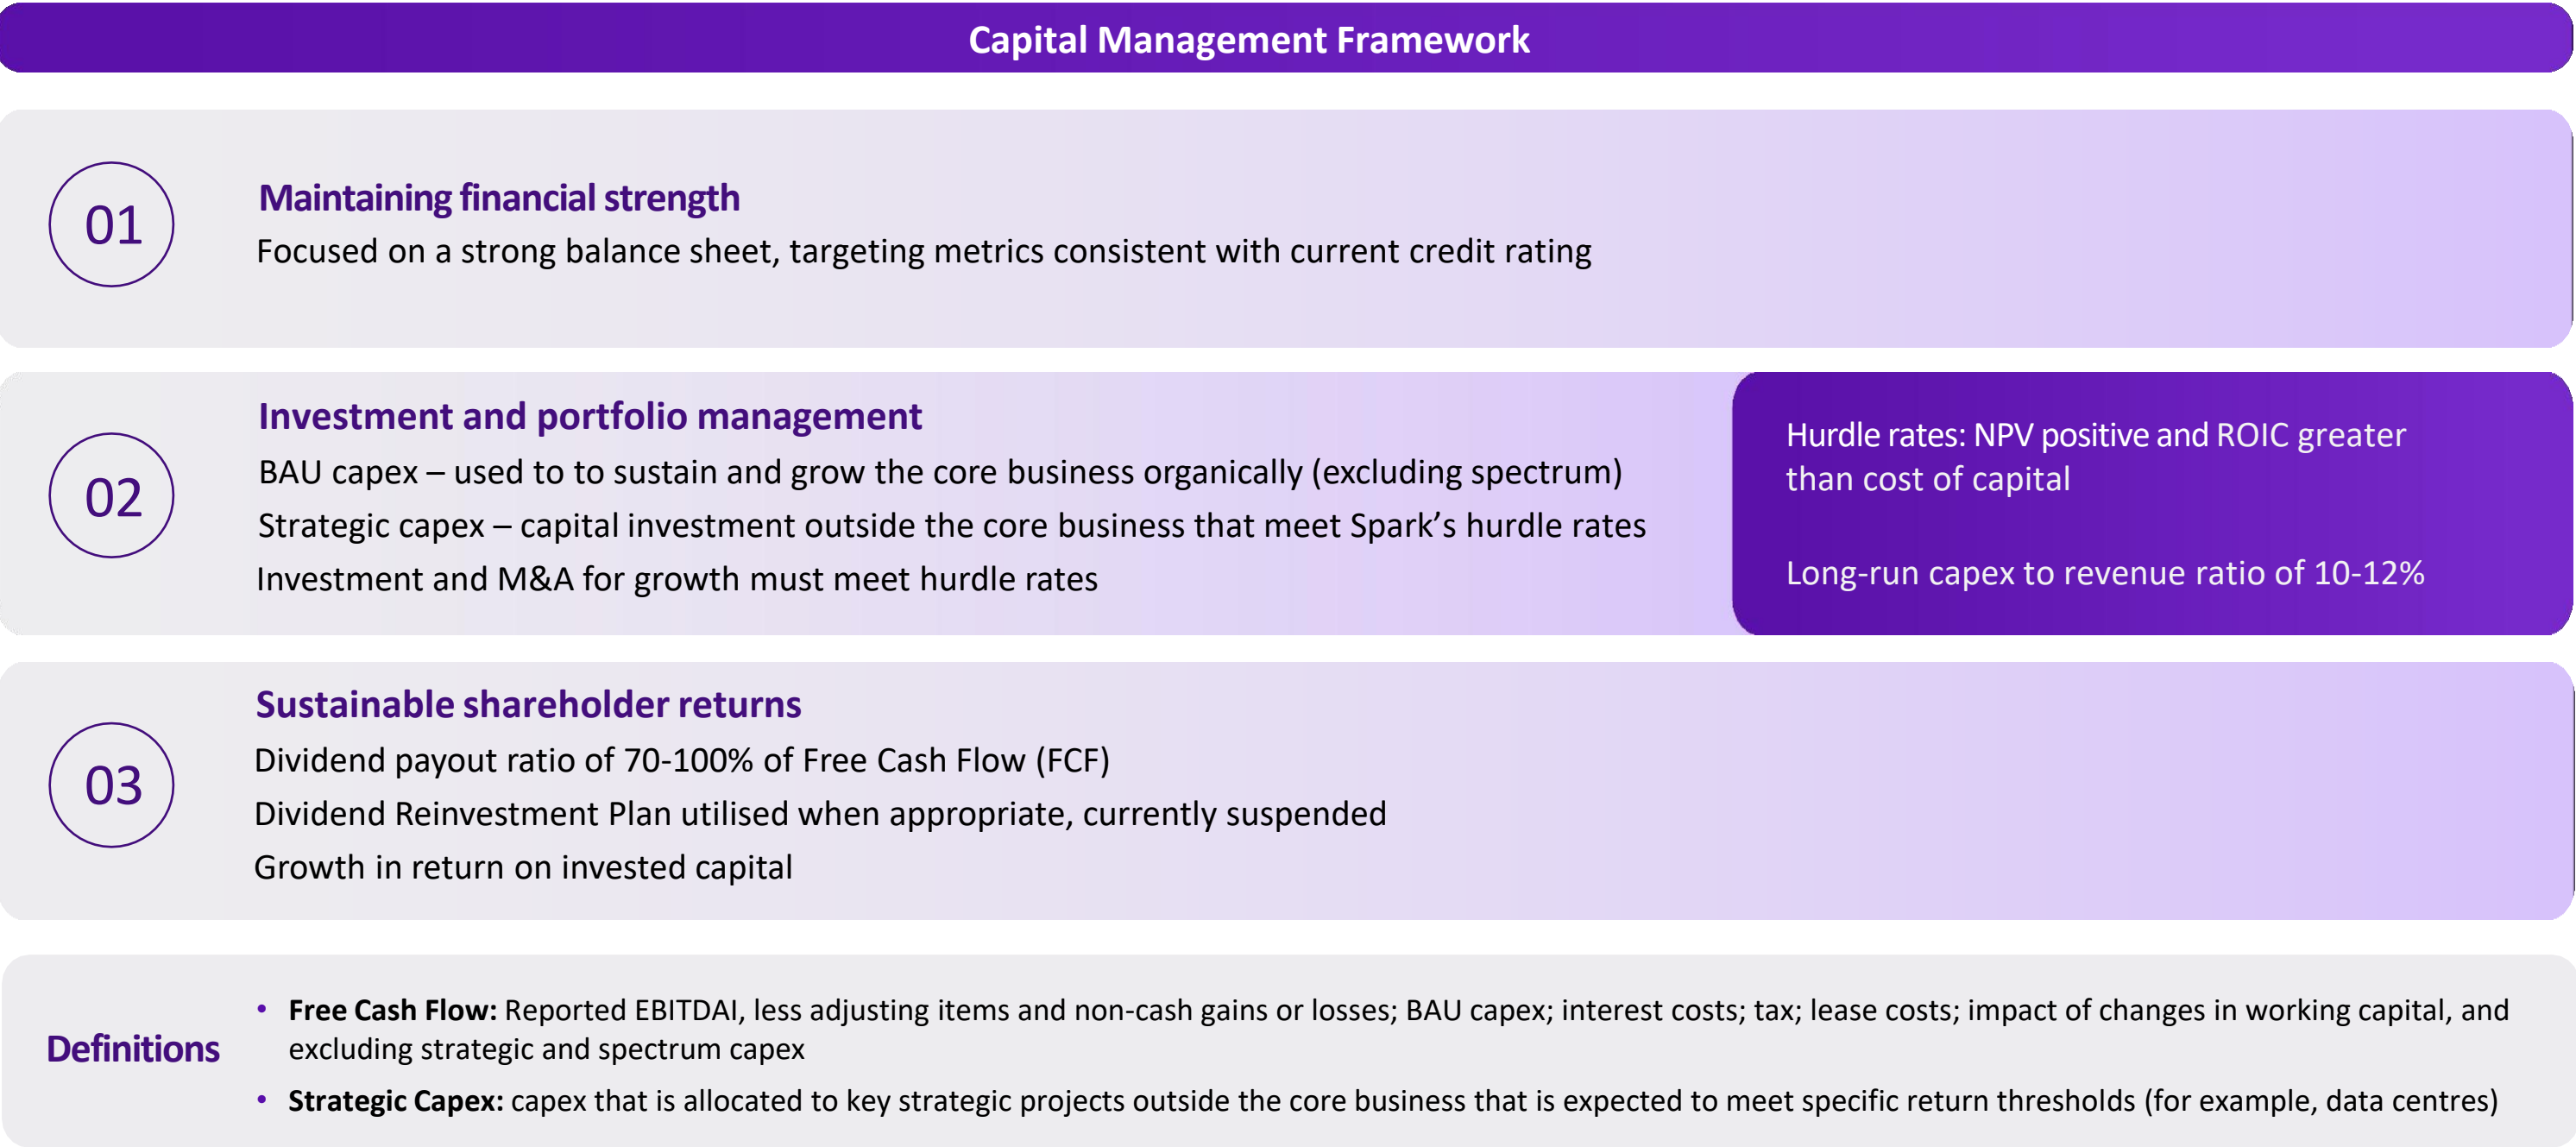 Capital Management Framework
01
Maintaining financial strength
Focused on a strong balance sheet, targeting metrics consistent with current credit rating
02
Investment and portfolio management
BAU capex – used to to sustain and grow the core business organically (excluding spectrum)
Strategic capex – capital investment outside the core business that meet Spark’s hurdle rates
Investment and M&A for growth must meet hurdle rates
Hurdle rates: NPV positive and ROIC greater
than cost of capital
Long-run capex to revenue ratio of 10-12%
03
Sustainable shareholder returns
Dividend payout ratio of 70-100% of Free Cash Flow (FCF)
Dividend Reinvestment Plan utilised when appropriate, currently suspended
Growth in return on invested capital
Definitions
• Free Cash Flow: Reported EBITDAI, less adjusting items and non-cash gains or losses; BAU capex; interest costs; tax; lease costs; impact of changes in working capital, and
excluding strategic and spectrum capex
• Strategic Capex: capex that is allocated to key strategic projects outside the core business that is expected to meet specific return thresholds (for example, data centres)